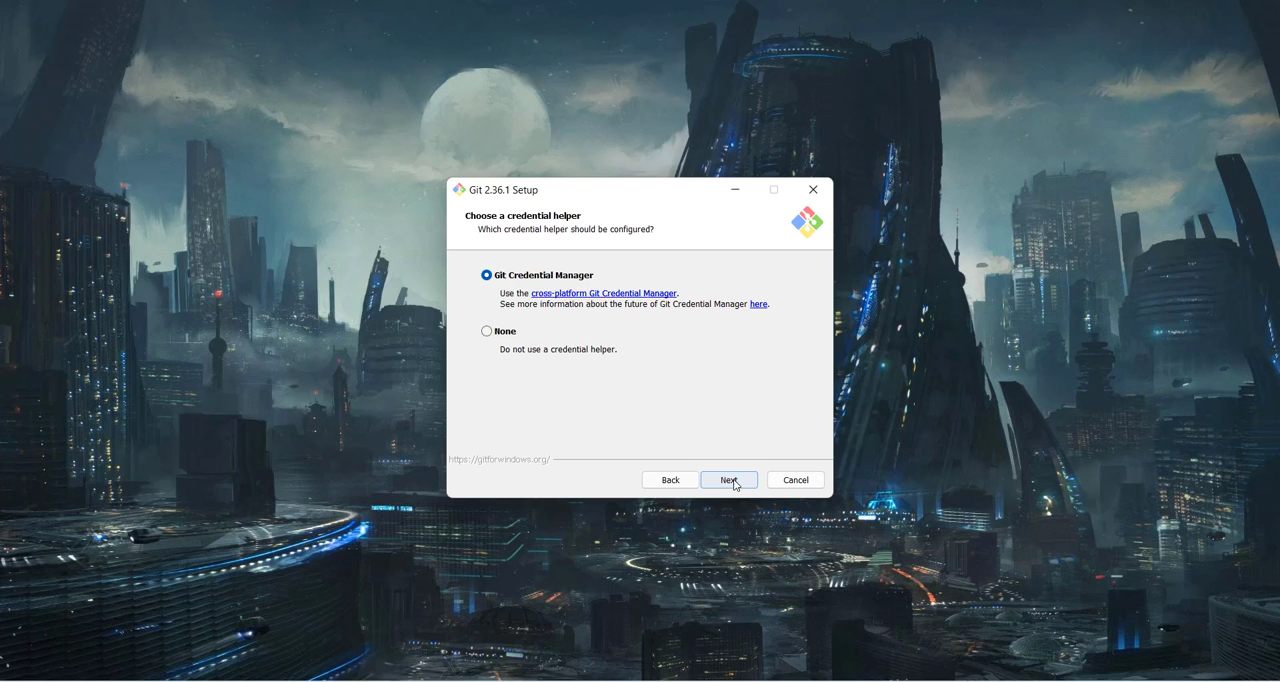 Git 2.36.1 Setup
Choose a credential helper
Which credential helper should be configured?
Git Credential Manager
Use the cross-platform Git Credential Manager.
See more information about the future of Git Credential Manager here.
None
Do not use a credential helper.
https://gitforwindows.org/
Back Next Cancel